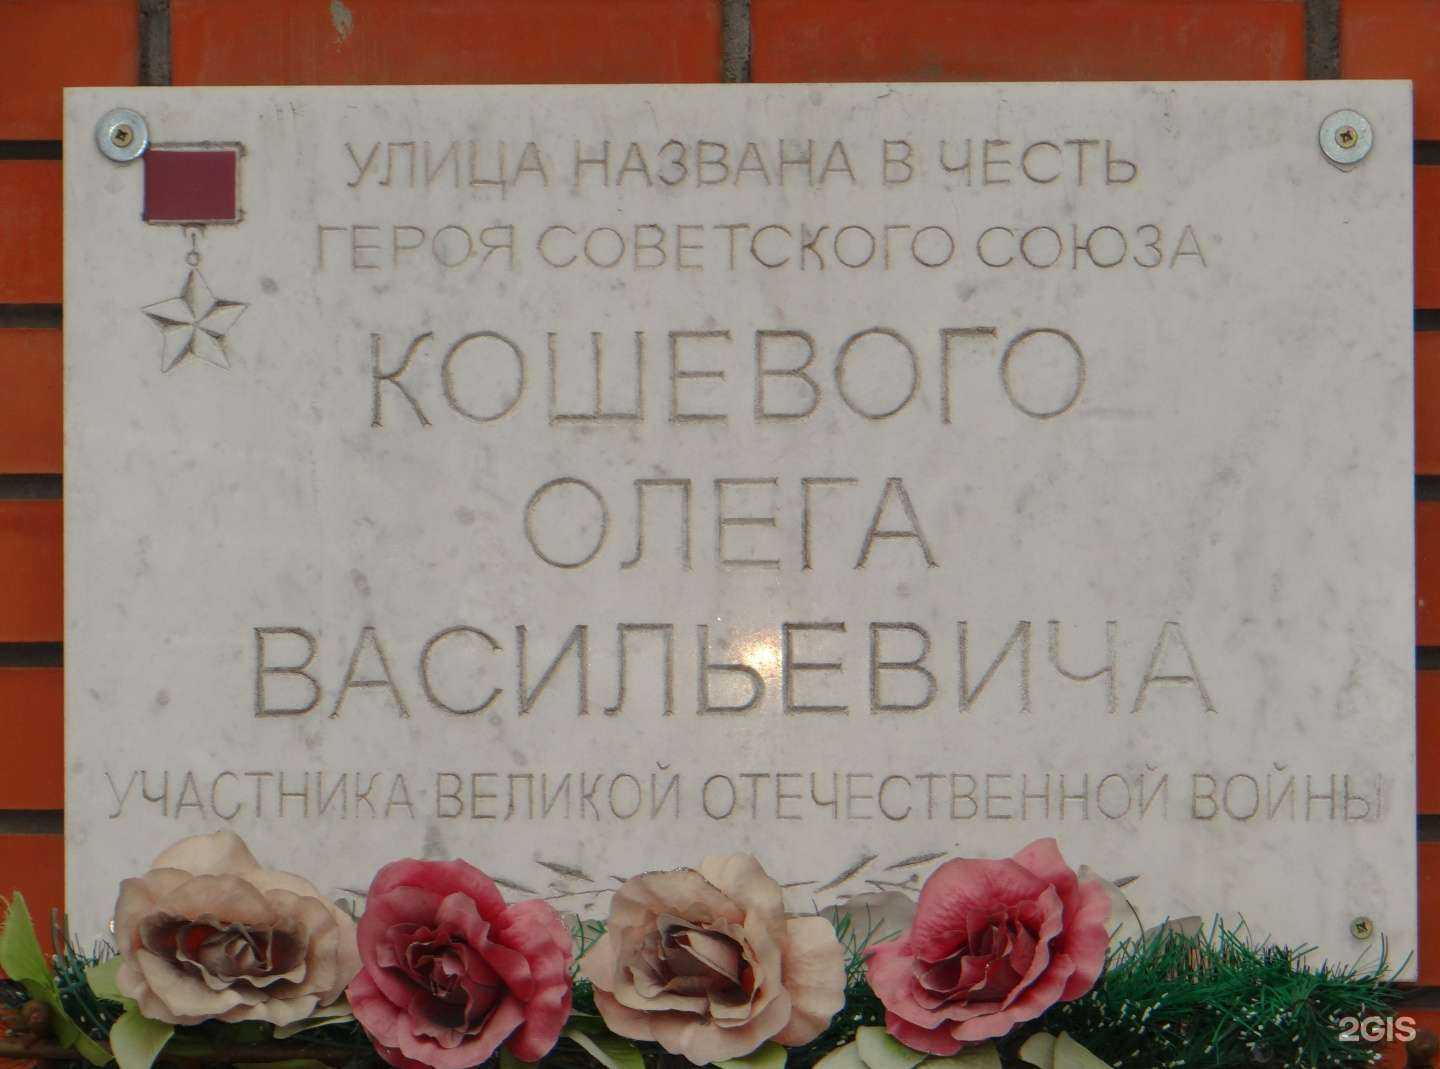 УЛИЦА НАЗВАНА В ЧЕСТЬ
ГЕРОЯ СОВЕТСКОГО СОЮЗА
КОШЕВОГО
ОЛЕГА
ВАСИЛЬЕВИЧА
УЧАСТНИКА ВЕЛИКОЙ ОТЕЧЕСТВЕННОЙ ВОЙНЫ
2GIS